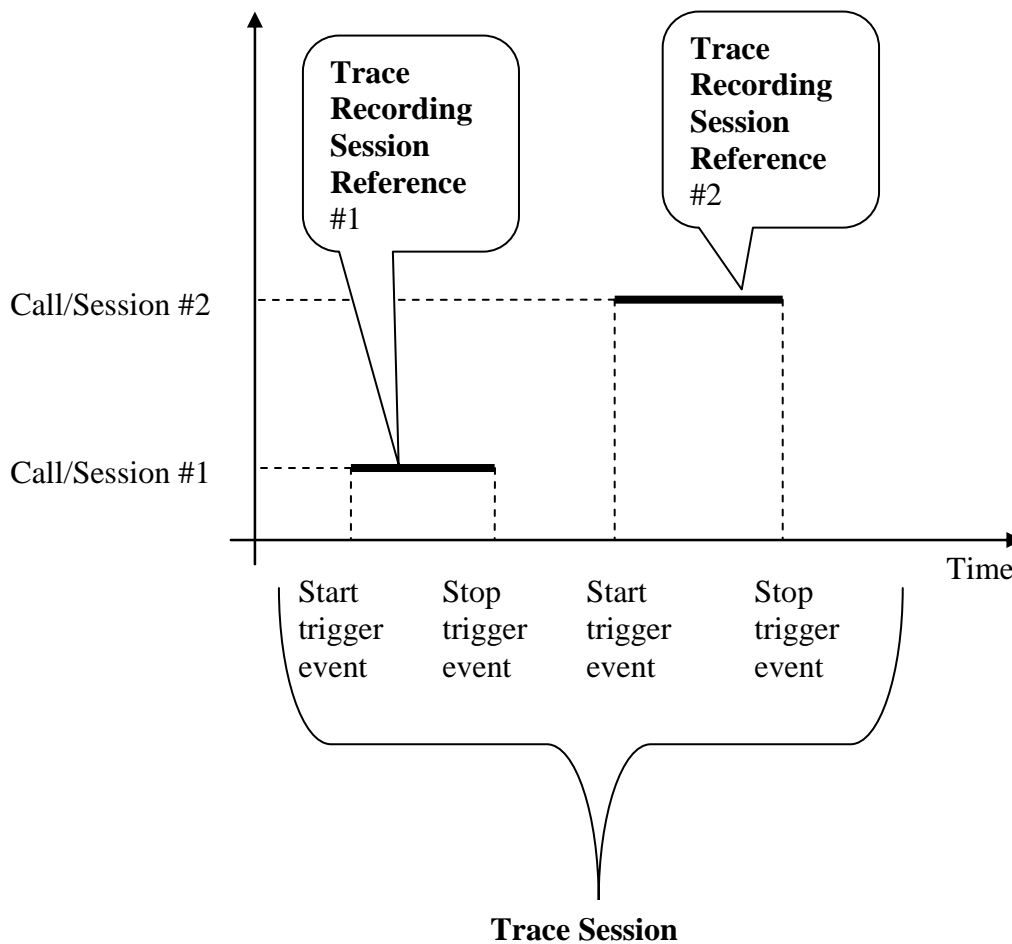 Trace
Recording
Session
Reference
#1
Trace
Recording
Session
Reference
#2
Call/Session #2
Call/Session #1
Time
Start
trigger
event
Stop
trigger
event
Start
trigger
event
Stop
trigger
event
Trace Session